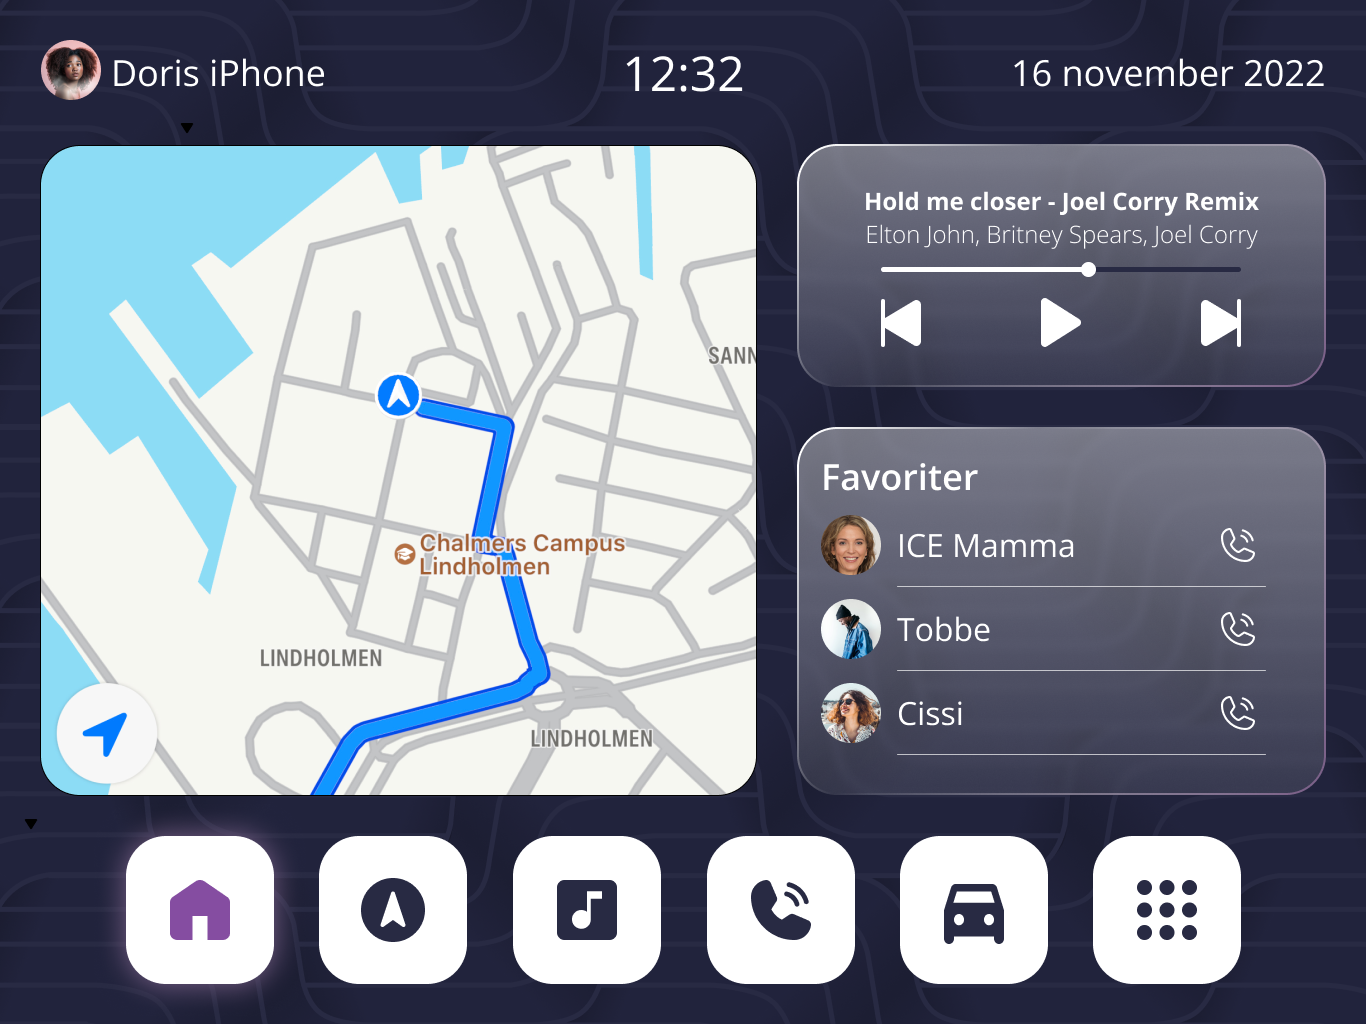 Doris iPhone
12:32
16 november 2022
SANN
Chalmers Campus
Lindholmen
LINDHOLMEN
LINDHOLMEN
Hold me closer - Joel Corry Remix
Elton John, Britney Spears, Joel Corry
Favoriter
ICE Mamma
Tobbe
Cissi